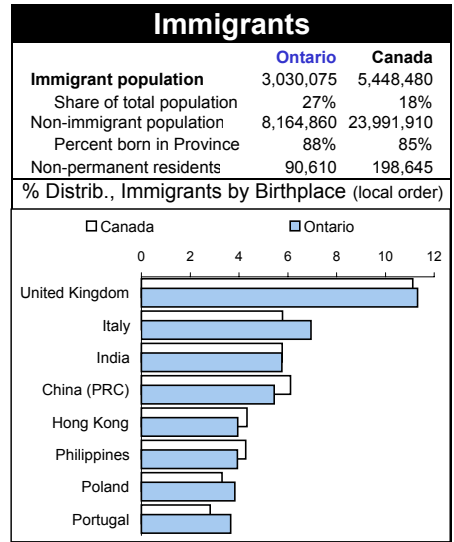 Immigrants
Ontario Canada
Immigrant population 3,030,075 5,448,480
Share of total population 27% 18%
Non-immigrant population 8,164,860 23,991,910
Percent born in Province 88% 85%
Non-permanent residents 90,610 198,645
% Distrib., Immigrants by Birthplace (local order)
Canada Ontario
0 2 4 6 8 10 12
United Kingdom
Italy
India
China (PRC)
Hong Kong
Philippines
Poland
Portugal